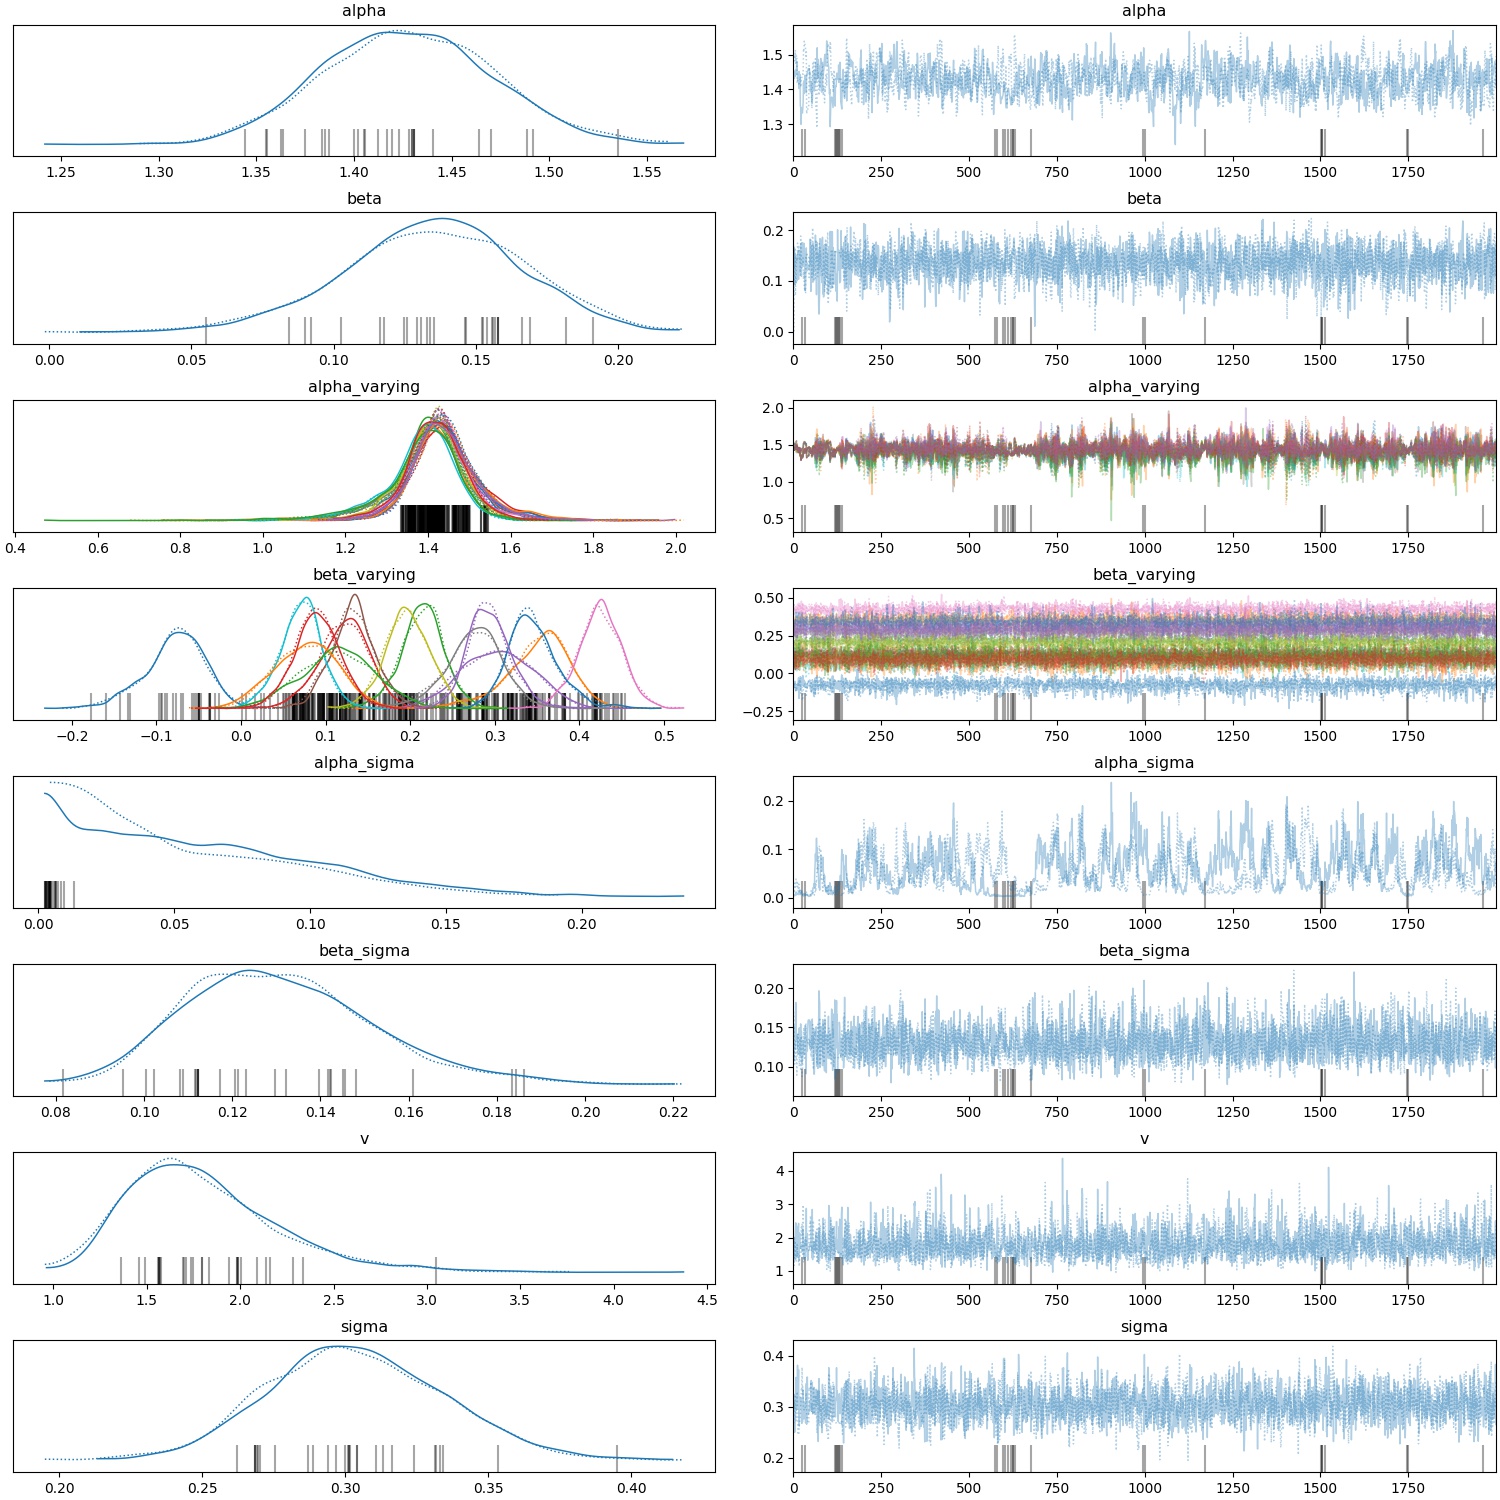 alpha alpha
1.5
1.4
1.3
1.25 1.30 1.35 1.40 1.45 1.50 1.55 0 250 500 750 1000 1250 1500 1750
beta beta
0.2
0.1
0.0
0.00 0.05 0.10 0.15 0.20 0 250 500 750 1000 1250 1500 1750
alpha_varying alpha_varying
2.0
1.5
1.0
0.5
0.4 0.6 0.8 1.0 1.2 1.4 1.6 1.8 2.0 0 250 500 750 1000 1250 1500 1750
beta_varying beta_varying
0.50
0.25
0.00
−0.25
−0.2 −0.1 0.0 0.1 0.2 0.3 0.4 0.5 0 250 500 750 1000 1250 1500 1750
alpha_sigma alpha_sigma
0.2
0.1
0.0
0.00 0.05 0.10 0.15 0.20 0 250 500 750 1000 1250 1500 1750
beta_sigma beta_sigma
0.20
0.15
0.10
0.08 0.10 0.12 0.14 0.16 0.18 0.20 0.22 0 250 500 750 1000 1250 1500 1750
v v
4
3
2
1
1.0 1.5 2.0 2.5 3.0 3.5 4.0 4.5 0 250 500 750 1000 1250 1500 1750
sigma sigma
0.4
0.3
0.2
0.20 0.25 0.30 0.35 0.40 0 250 500 750 1000 1250 1500 1750